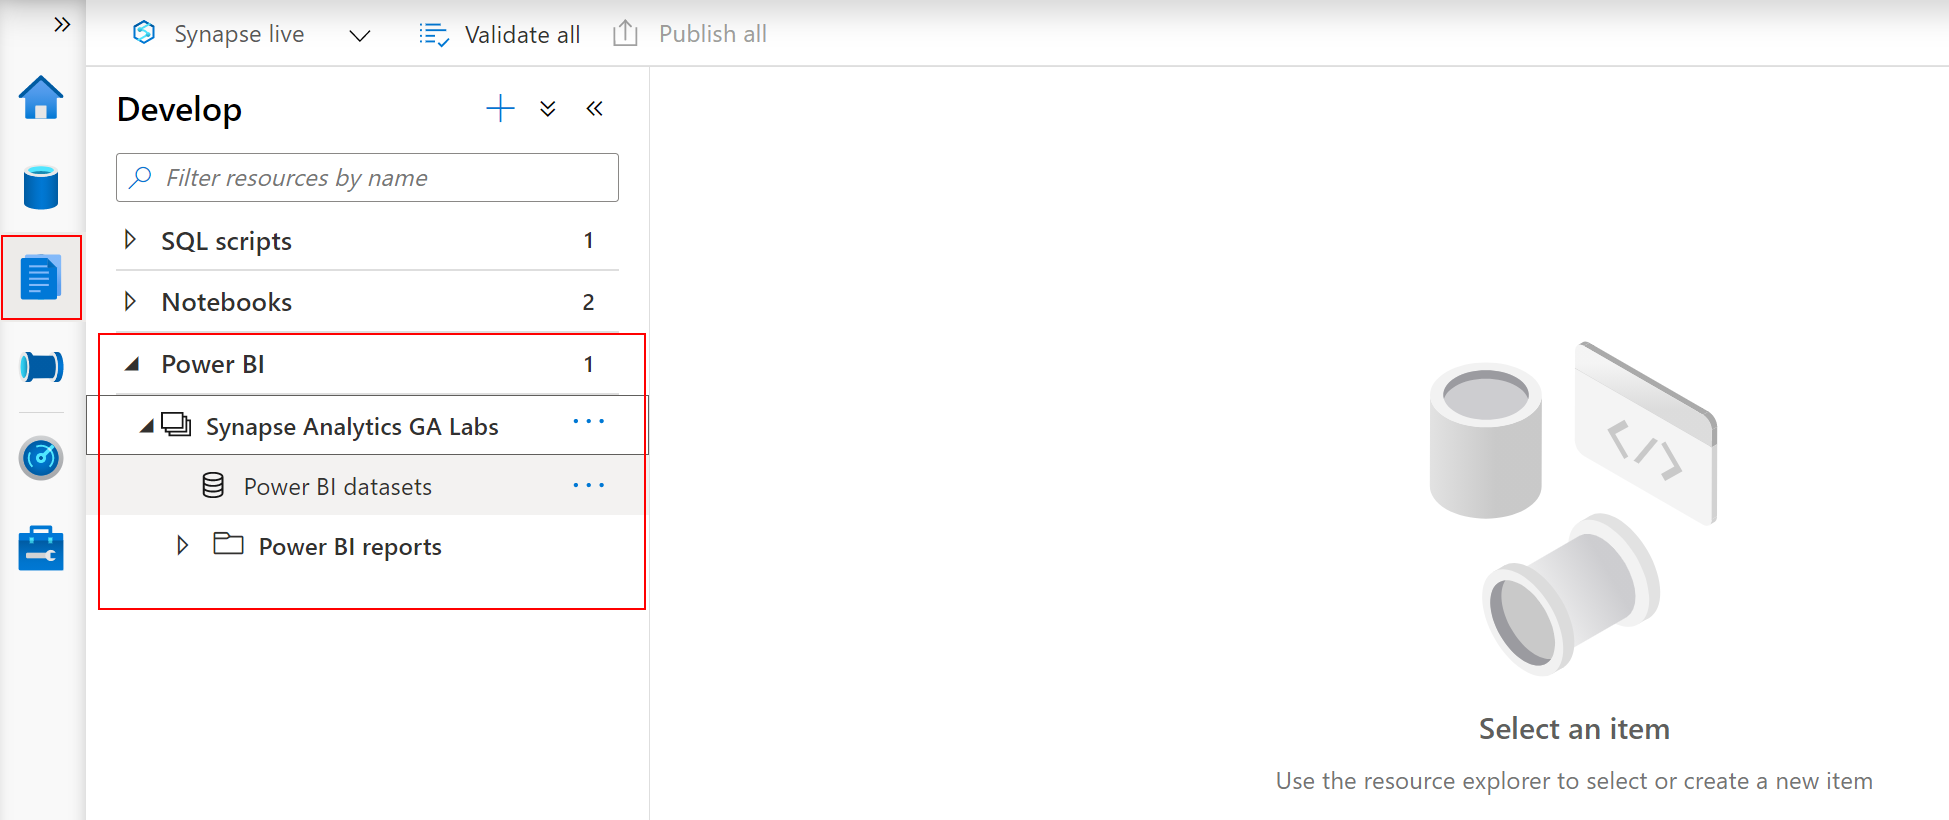 Synapse live
Validate all
Publish all
Develop
Filter resources by name
SQL scripts 1
Notebooks 2
Power BI 1
Synapse Analytics GA Labs ...
Power BI datasets ...
Power BI reports
</>
Select an item
Use the resource explorer to select or create a new item